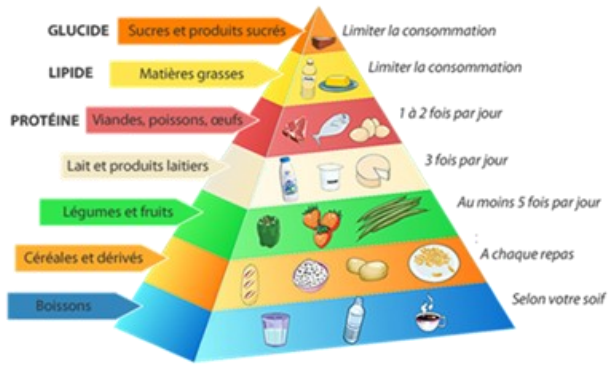 GLUCIDE Sucres et produits sucrés Limiter la consommation
LIPIDE Matières grasses Limiter la consommation
PROTÉINE Viandes, poissons, œufs 1 à 2 fois par jour
Lait et produits laitiers 3 fois par jour
Légumes et fruits Au moins 5 fois par jour
Céréales et dérivés A chaque repas
Boissons Selon votre soif